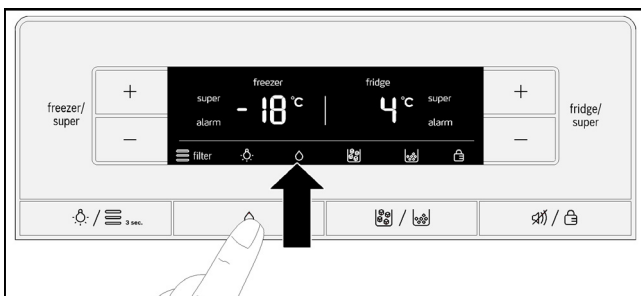 freezer
fridge
super
-18°C
4°C
super
alarm
alarm
freezer/
super
+
−
+
−
fridge/
super
filter
/
3 sec.
/
/